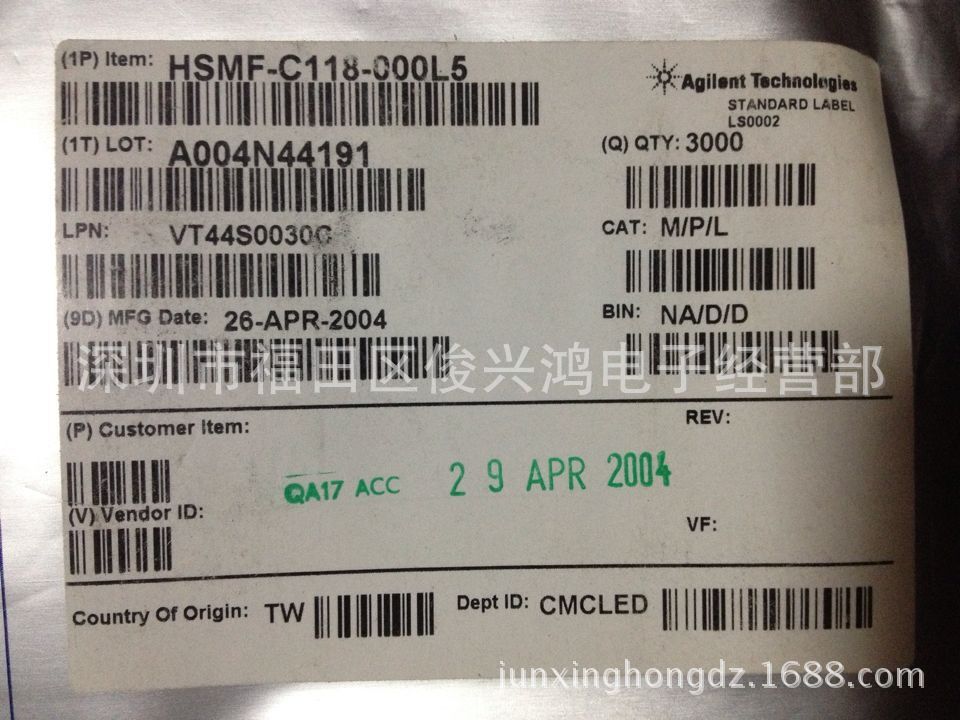 (1P) Item: HSMF-C118-000L5
Agilent Technologies
STANDARD LABEL
LS0002
(1T) LOT: A004N44191
(Q) QTY: 3000
LPN:
CAT: M/P/L
(9D) MFG Date: 26-APR-2004
BIN: NA/D/D
深圳市福田区俊兴鸿电子经营部
(P) Customer Item:
REV:
QA17 ACC 29 APR 2004
(V) Vendor ID:
VF:
Country Of Origin: TW
Dept ID: CMCLED
junxinghongdz.1688.com